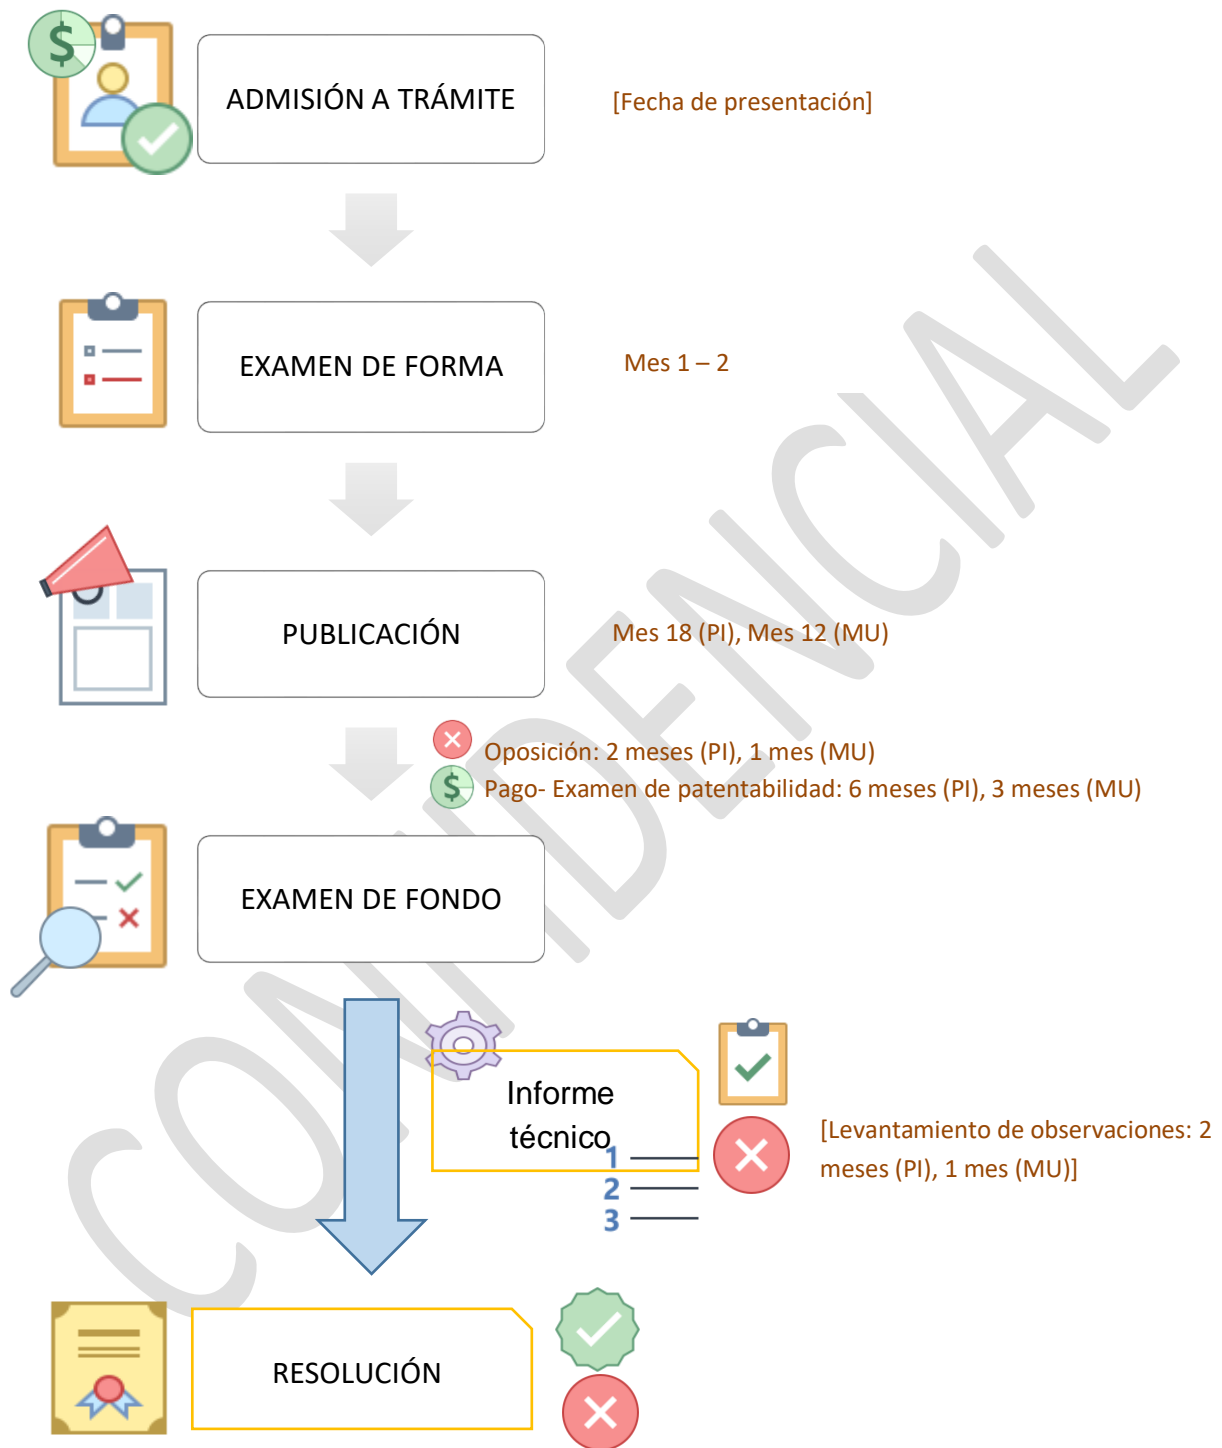 ADMISIÓN A TRÁMITE
[Fecha de presentación]
EXAMEN DE FORMA
Mes 1 – 2
PUBLICACIÓN
Mes 18 (PI), Mes 12 (MU)
Oposición: 2 meses (PI), 1 mes (MU)
$ Pago- Examen de patentabilidad: 6 meses (PI), 3 meses (MU)
EXAMEN DE FONDO
Informe
técnico
1
2
3
[Levantamiento de observaciones: 2
meses (PI), 1 mes (MU)]
RESOLUCIÓN
$
CONFIDENCIAL